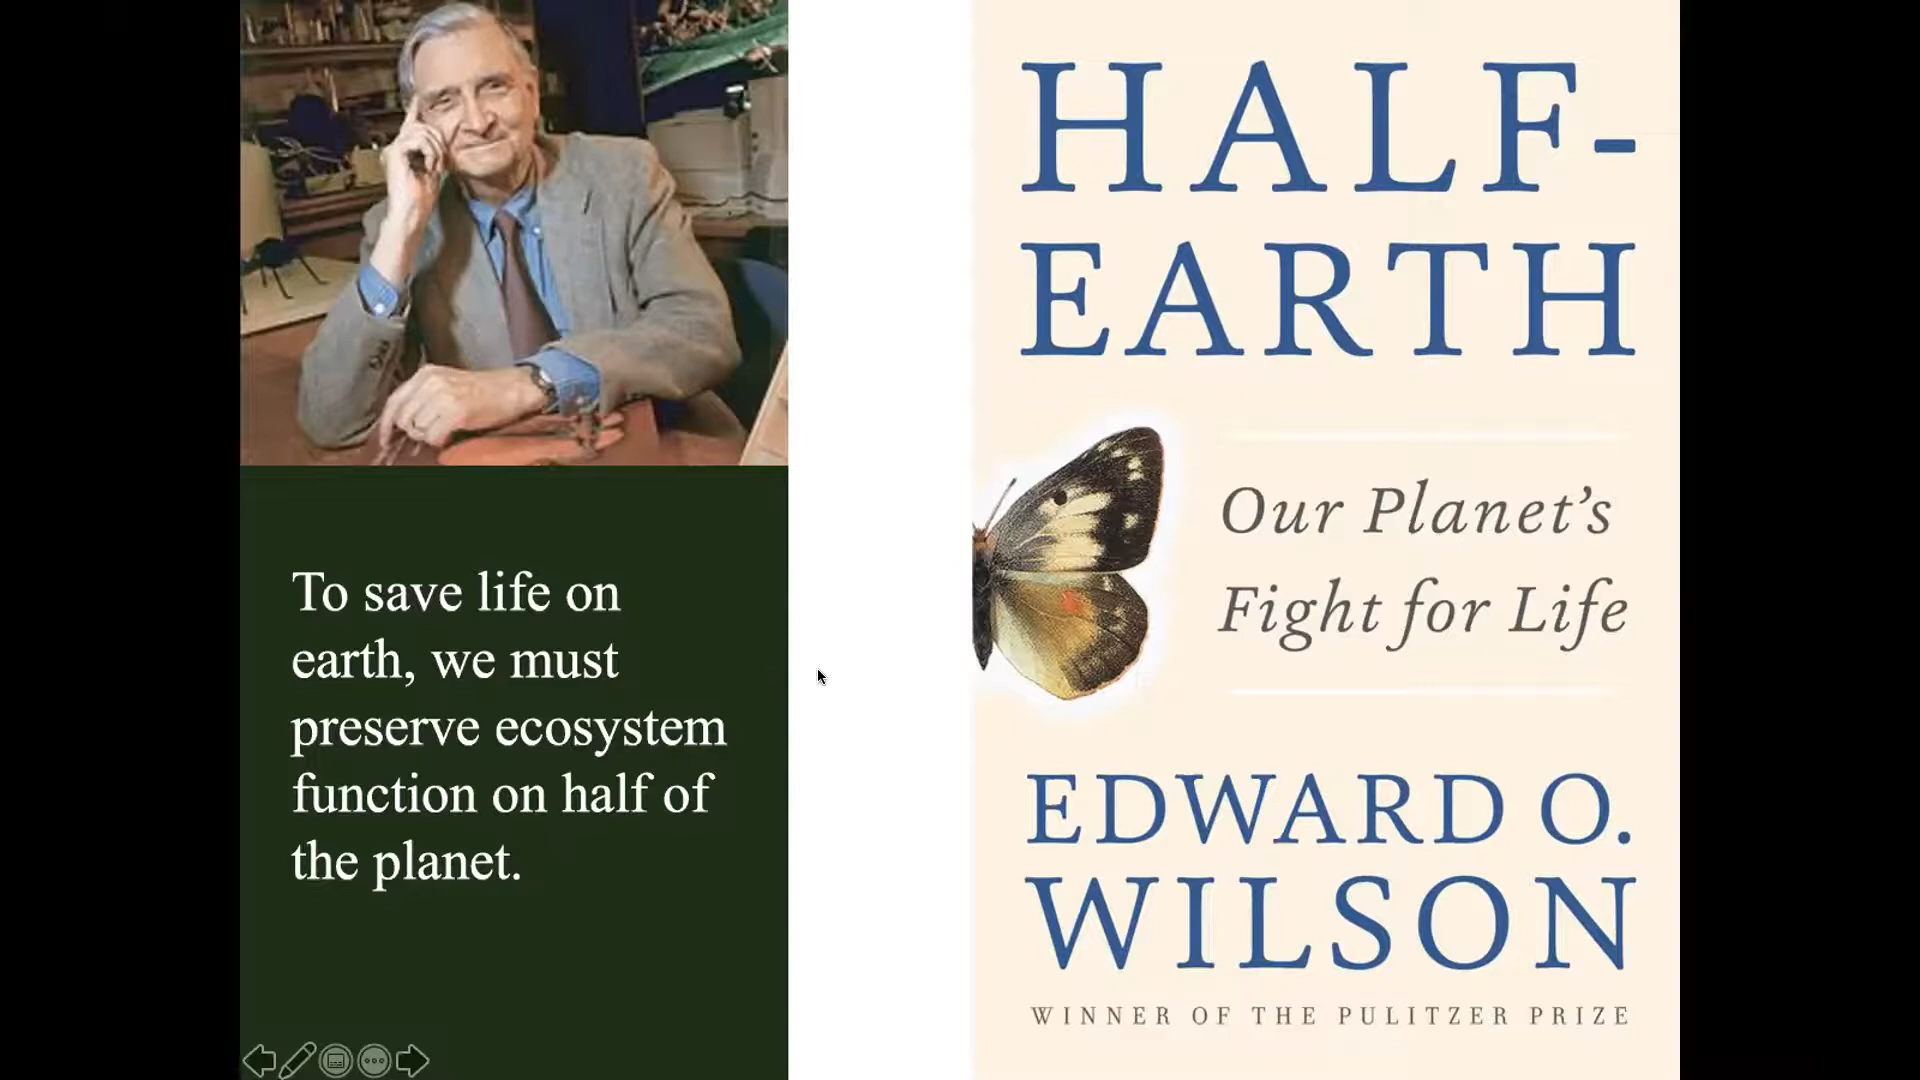 To save life on
earth, we must
preserve ecosystem
function on half of
the planet.
HALF-
EARTH
Our Planet’s
Fight for Life
EDWARD O.
WILSON
WINNER OF THE PULITZER PRIZE